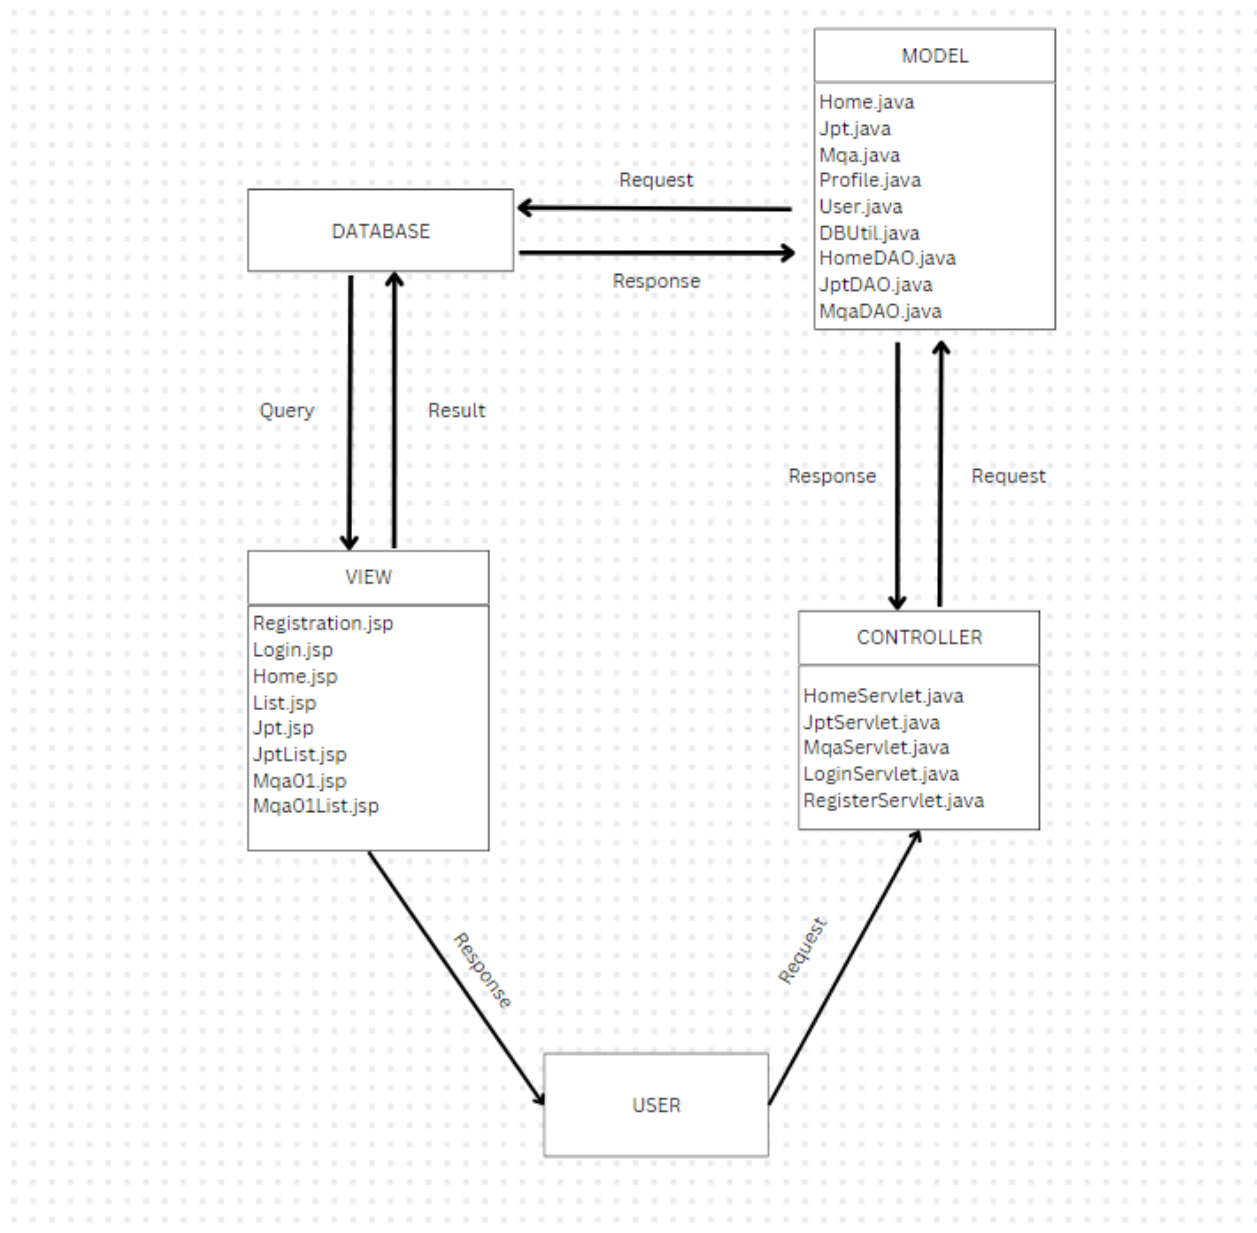 MODEL
Home.java
Jpt.java
Mqa.java
Profile.java
User.java
DBUtil.java
HomeDAO.java
JptDAO.java
MqaDAO.java
Request
DATABASE
Response
Query
Result
Response
Request
VIEW
Registration.jsp
Login.jsp
Home.jsp
List.jsp
Jpt.jsp
JptList.jsp
Mqa01.jsp
Mqa01List.jsp
CONTROLLER
HomeServlet.java
JptServlet.java
MqaServlet.java
LoginServlet.java
RegisterServlet.java
Response
Request
USER